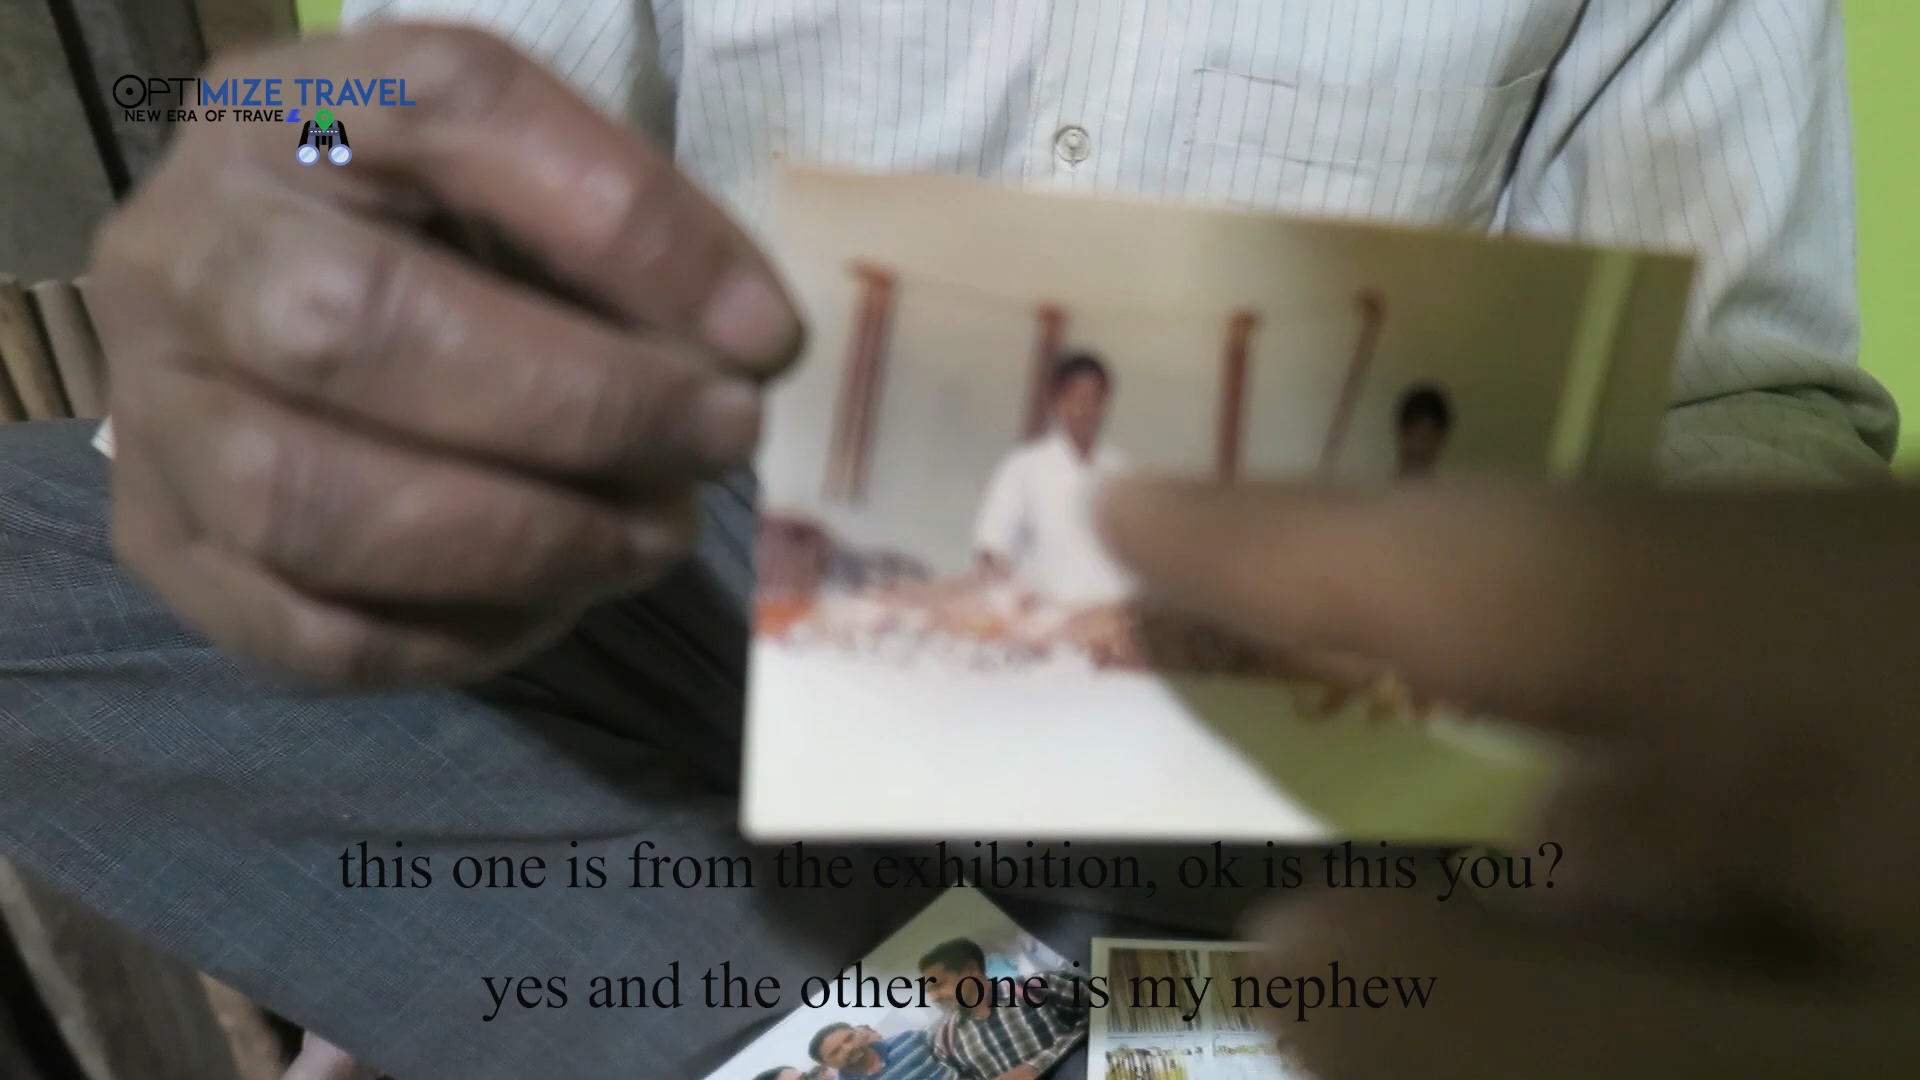 OPTIMIZE TRAVEL
NEW ERA OF TRAVEL
this one is from the exhibition, ok is this you?
yes and the other one is my nephew